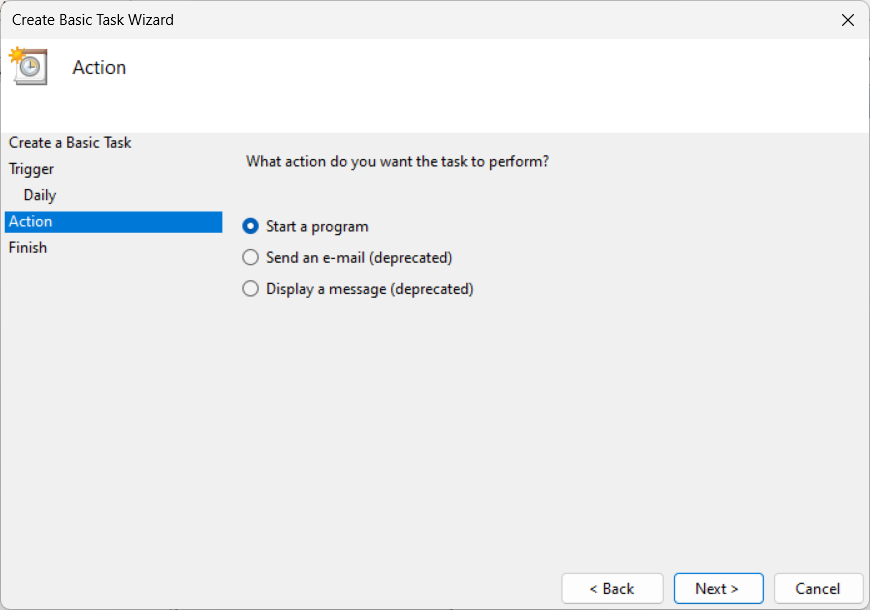 Create Basic Task Wizard
Action
Create a Basic Task
Trigger
Daily
Action
Finish
What action do you want the task to perform?
Start a program
Send an e-mail (deprecated)
Display a message (deprecated)
< Back
Next >
Cancel